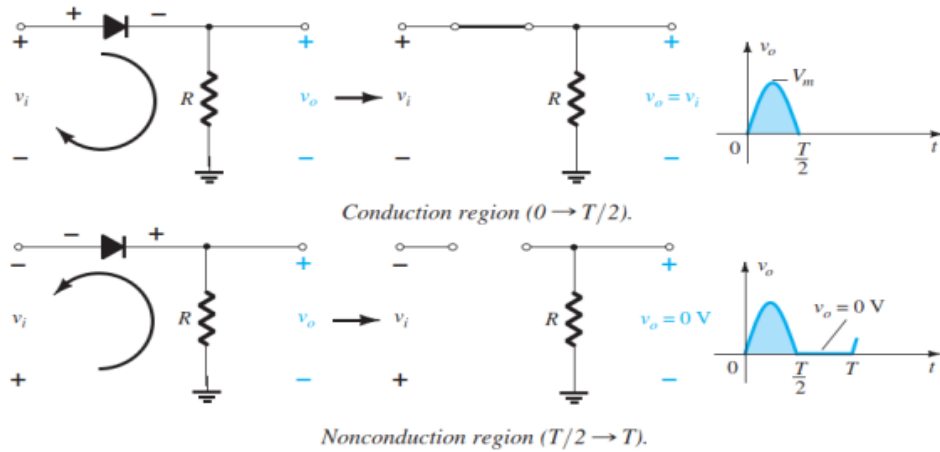 + −
+ + + +
v_i R v_o v_i R v_o = v_i
− − − −
v_o
V_m
0 T/2 t
Conduction region (0 → T/2).
− +
− + − +
v_i R v_o v_i R v_o = 0 V
+ − + −
v_o
v_o = 0 V
0 T/2 T t
Nonconduction region (T/2 → T).